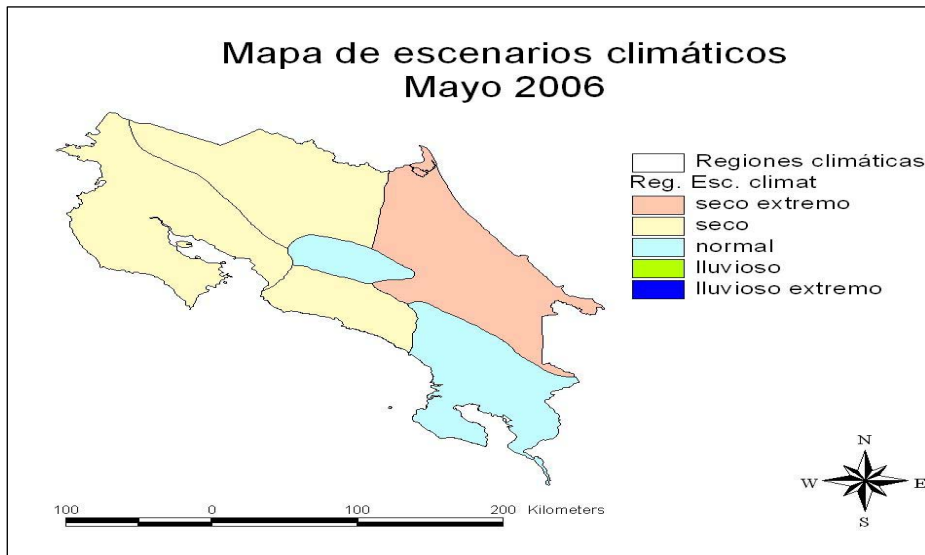 Mapa de escenarios climáticos
Mayo 2006
Regiones climáticas
Reg. Esc. climat
seco extremo
seco
normal
lluvioso
lluvioso extremo
N
W E
S
100 0 100 200 Kilometers